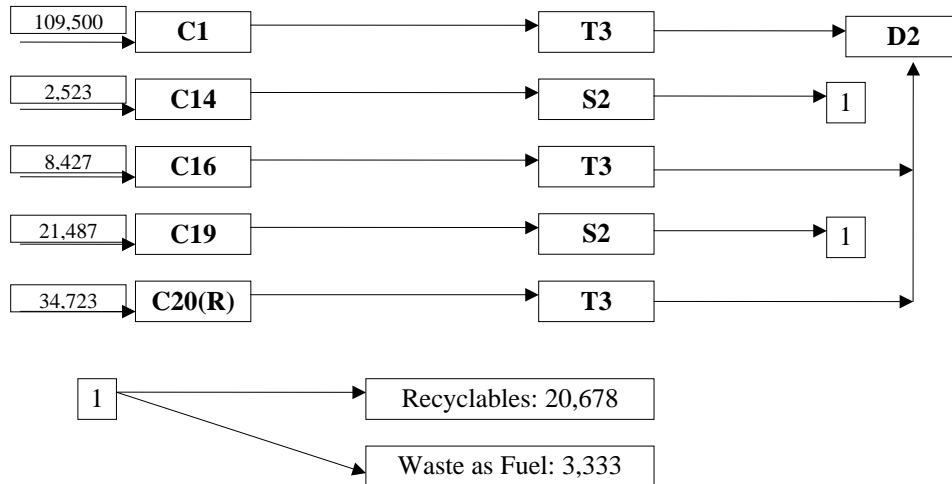 109,500 C1 T3 D2
2,523 C14 S2 1
8,427 C16 T3
21,487 C19 S2 1
34,723 C20(R) T3
1 Recyclables: 20,678
Waste as Fuel: 3,333